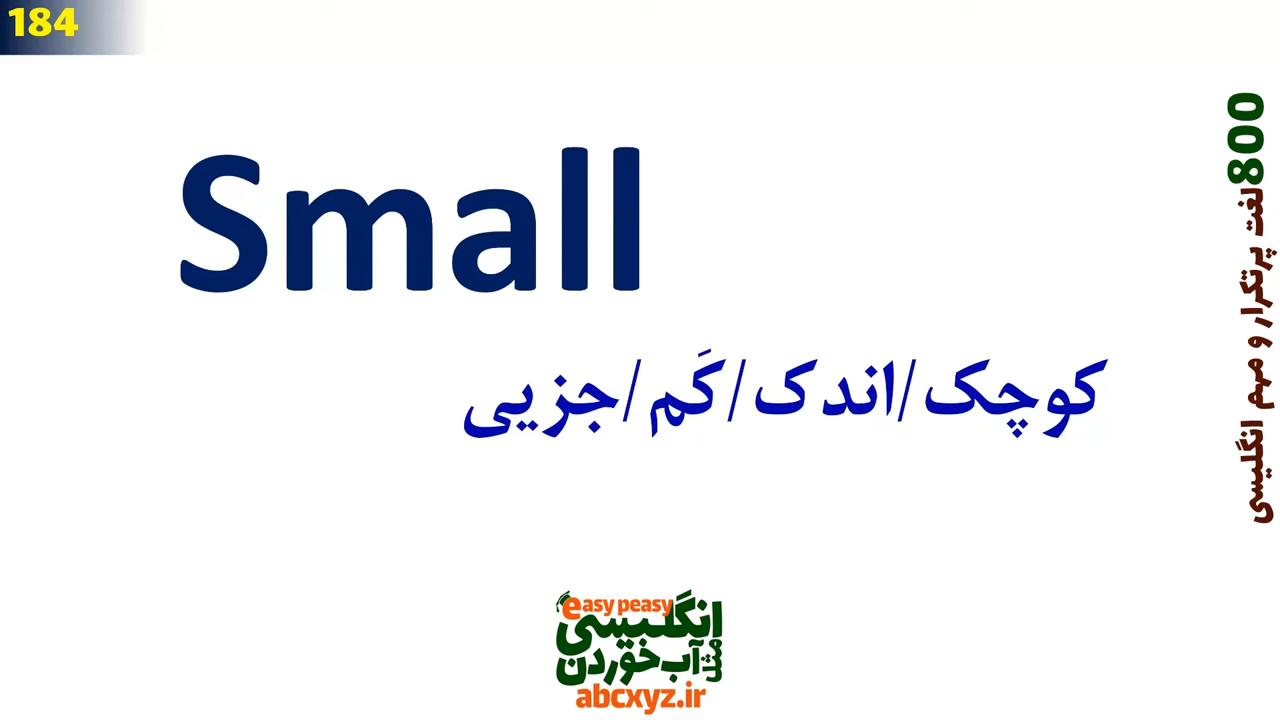 184
Small
کوچک/اندک/کَم/جزیی
800 لغت پرتکرار و مهم انگلیسی
easy peasy
انگلیسی
مثل آب خوردن
abcxyz.ir